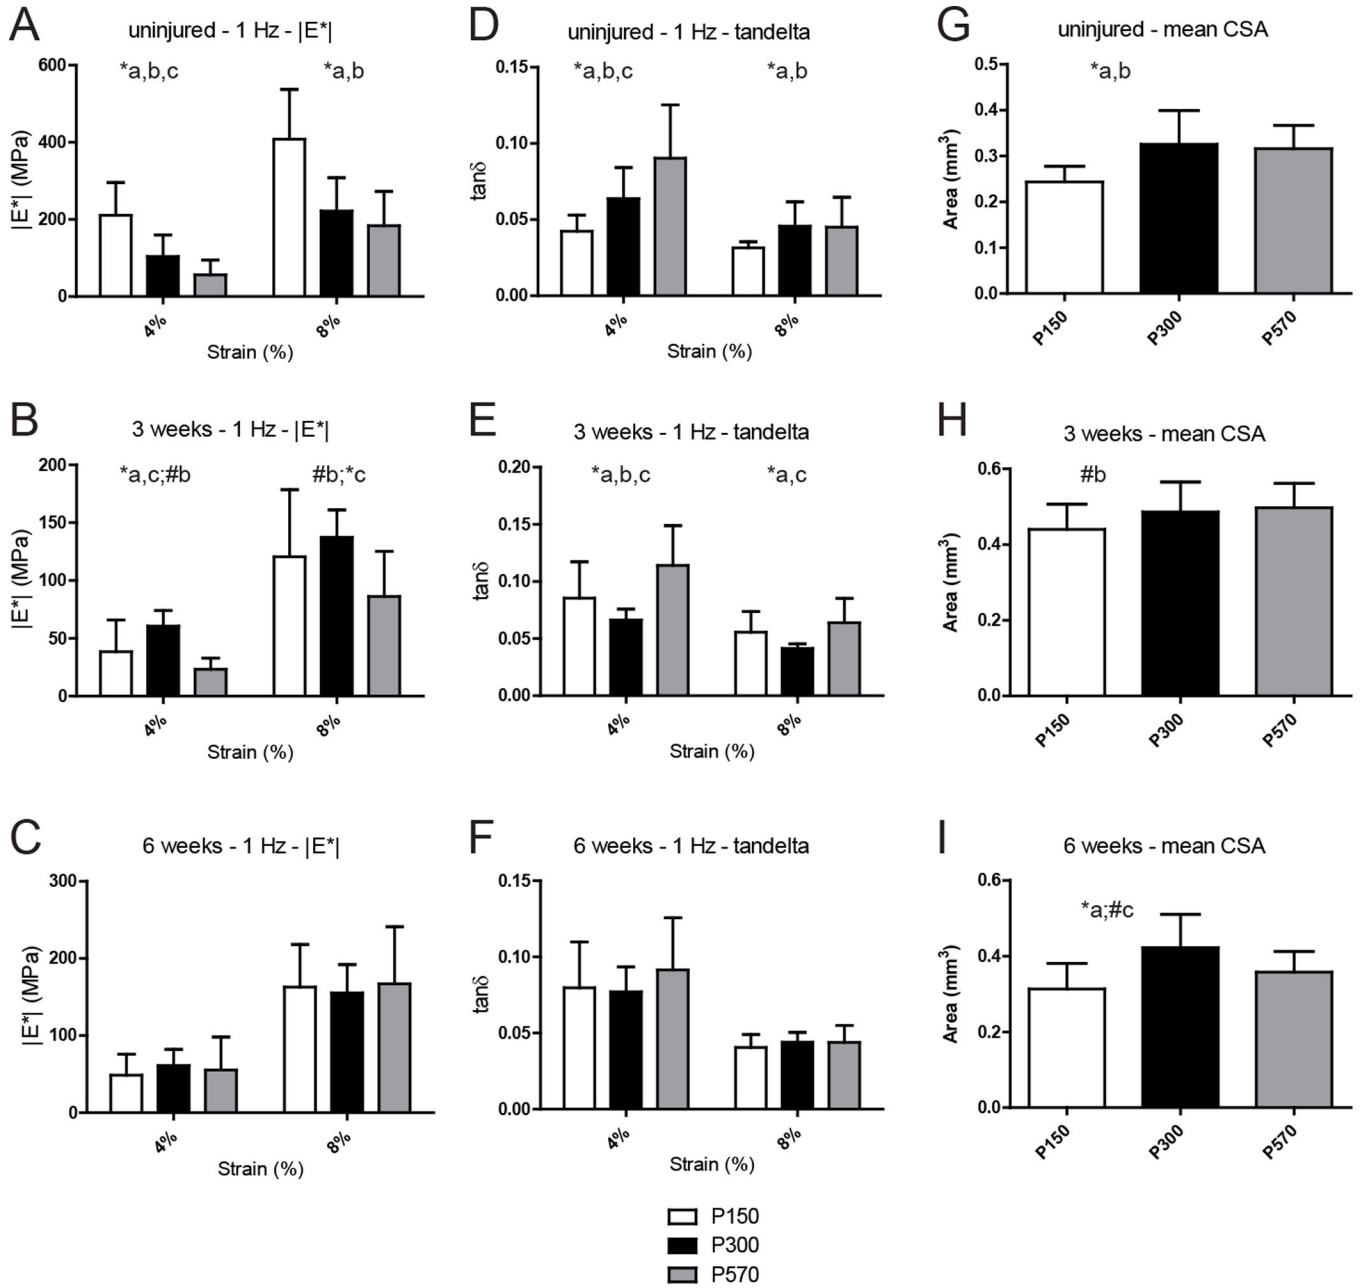 A
uninjured - 1 Hz - |E*|
*a,b,c
*a,b
600
400
200
0
|E*| (MPa)
4%
8%
Strain (%)
D
uninjured - 1 Hz - tandelta
*a,b,c
*a,b
0.15
0.10
0.05
0.00
tanδ
4%
8%
Strain (%)
G
uninjured - mean CSA
*a,b
0.5
0.4
0.3
0.2
0.1
0.0
Area (mm³)
P150
P300
P570
B
3 weeks - 1 Hz - |E*|
*a,c;#b
#b;*c
200
150
100
50
0
|E*| (MPa)
4%
8%
Strain (%)
E
3 weeks - 1 Hz - tandelta
*a,b,c
*a,c
0.20
0.15
0.10
0.05
0.00
tanδ
4%
8%
Strain (%)
H
3 weeks - mean CSA
#b
0.6
0.4
0.2
0.0
Area (mm³)
P150
P300
P570
C
6 weeks - 1 Hz - |E*|
300
200
100
0
|E*| (MPa)
4%
8%
Strain (%)
F
6 weeks - 1 Hz - tandelta
0.15
0.10
0.05
0.00
tanδ
4%
8%
Strain (%)
I
6 weeks - mean CSA
*a;#c
0.6
0.4
0.2
0.0
Area (mm³)
P150
P300
P570
P150
P300
P570